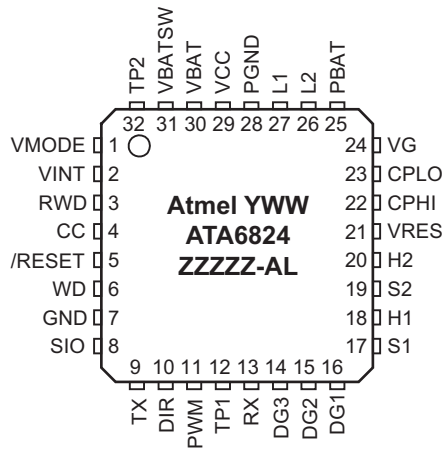 TP2
VBATSW
VBAT
VCC
PGND
L1
L2
PBAT
32 31 30 29 28 27 26 25
VMODE 1 24 VG
VINT 2 23 CPLO
RWD 3 22 CPHI
CC 4 21 VRES
/RESET 5 20 H2
WD 6 19 S2
GND 7 18 H1
SIO 8 17 S1
Atmel YWW
ATA6824
ZZZZZ-AL
9 10 11 12 13 14 15 16
TX
DIR
PWM
TP1
RX
DG3
DG2
DG1